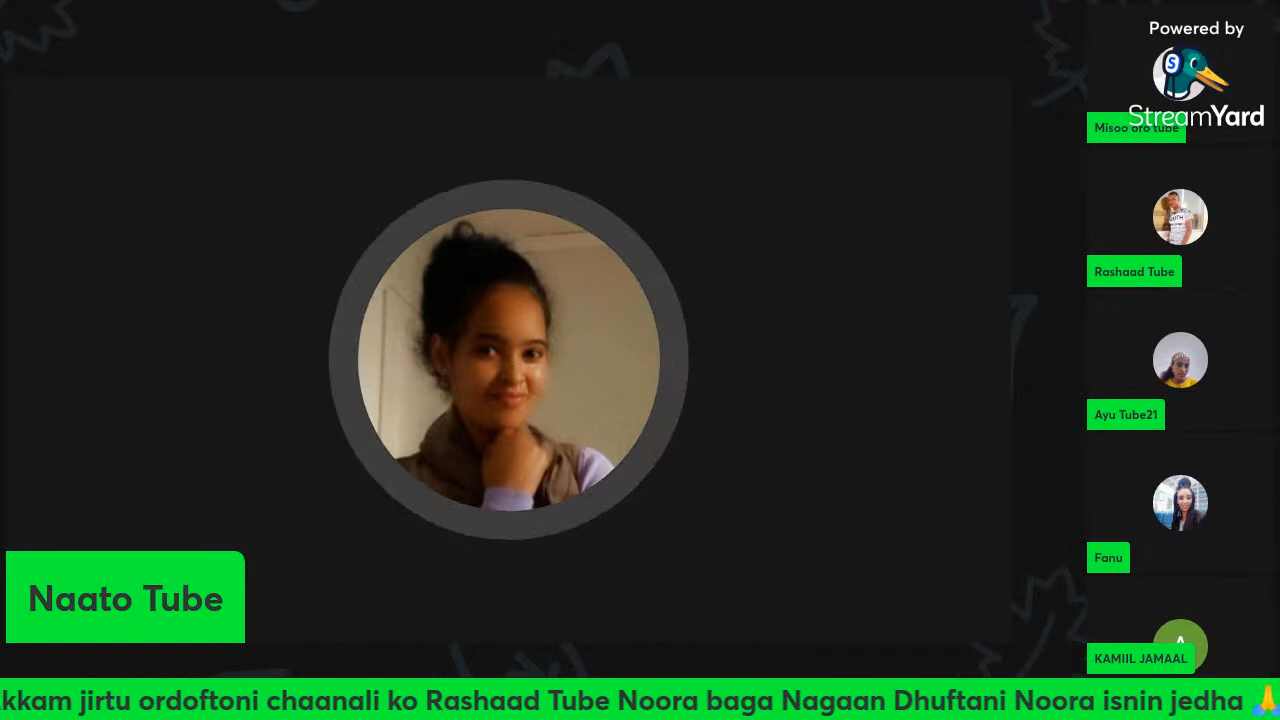 Powered by
StreamYard
Misoo oro tube
Rashaad Tube
Ayu Tube21
Fanu
A
KAMIIL JAMAAL
Naato Tube
kkam jirtu ordoftoni chaanali ko Rashaad Tube Noora baga Nagaan Dhuftani Noora isnin jedha 🙏